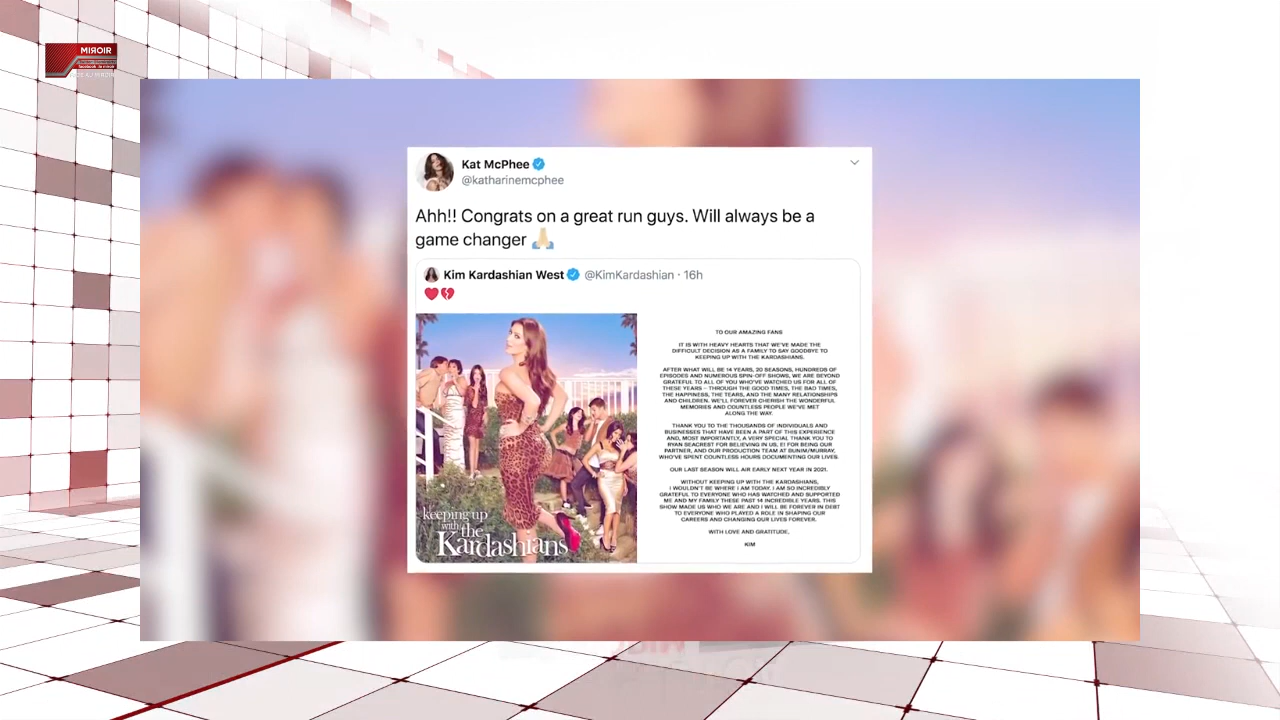 MIROIR
Kat McPhee
@katharinemcphee
Ahh!! Congrats on a great run guys. Will always be a
game changer 🙏🏼
Kim Kardashian West @KimKardashian · 16h
❤️💔
keeping up
with the
Kardashians
TO OUR AMAZING FANS
IT IS WITH HEAVY HEARTS THAT WE'VE MADE THE
DIFFICULT DECISION AS A FAMILY TO SAY GOODBYE TO
KEEPING UP WITH THE KARDASHIANS.
AFTER WHAT WILL BE 14 YEARS, 20 SEASONS, HUNDREDS OF
EPISODES AND NUMEROUS SPIN-OFF SHOWS, WE ARE BEYOND
GRATEFUL TO ALL OF YOU WHO'VE WATCHED US FOR ALL OF
THESE YEARS – THROUGH THE GOOD TIMES, THE BAD TIMES,
THE HAPPINESS, THE TEARS, AND THE MANY RELATIONSHIPS
AND CHILDREN. WE'LL FOREVER CHERISH THE WONDERFUL
MEMORIES AND COUNTLESS PEOPLE WE'VE MET
ALONG THE WAY.
THANK YOU TO THE THOUSANDS OF INDIVIDUALS AND
BUSINESSES THAT HAVE BEEN A PART OF THIS EXPERIENCE
AND, MOST IMPORTANTLY, A VERY SPECIAL THANK YOU TO
RYAN SEACREST FOR BELIEVING IN US, E! FOR BEING OUR
PARTNER, AND OUR PRODUCTION TEAM AT BUNIM/MURRAY,
WHO'VE SPENT COUNTLESS HOURS DOCUMENTING OUR LIVES.
OUR LAST SEASON WILL AIR EARLY NEXT YEAR IN 2021.
WITHOUT KEEPING UP WITH THE KARDASHIANS,
I WOULDN'T BE WHERE I AM TODAY. I AM SO INCREDIBLY
GRATEFUL TO EVERYONE WHO HAS WATCHED AND SUPPORTED
ME AND MY FAMILY THESE PAST 14 INCREDIBLE YEARS. THIS
SHOW MADE US WHO WE ARE AND I WILL BE FOREVER IN DEBT
TO EVERYONE WHO PLAYED A ROLE IN SHAPING OUR
CAREERS AND CHANGING OUR LIVES FOREVER.
WITH LOVE AND GRATITUDE,
KIM